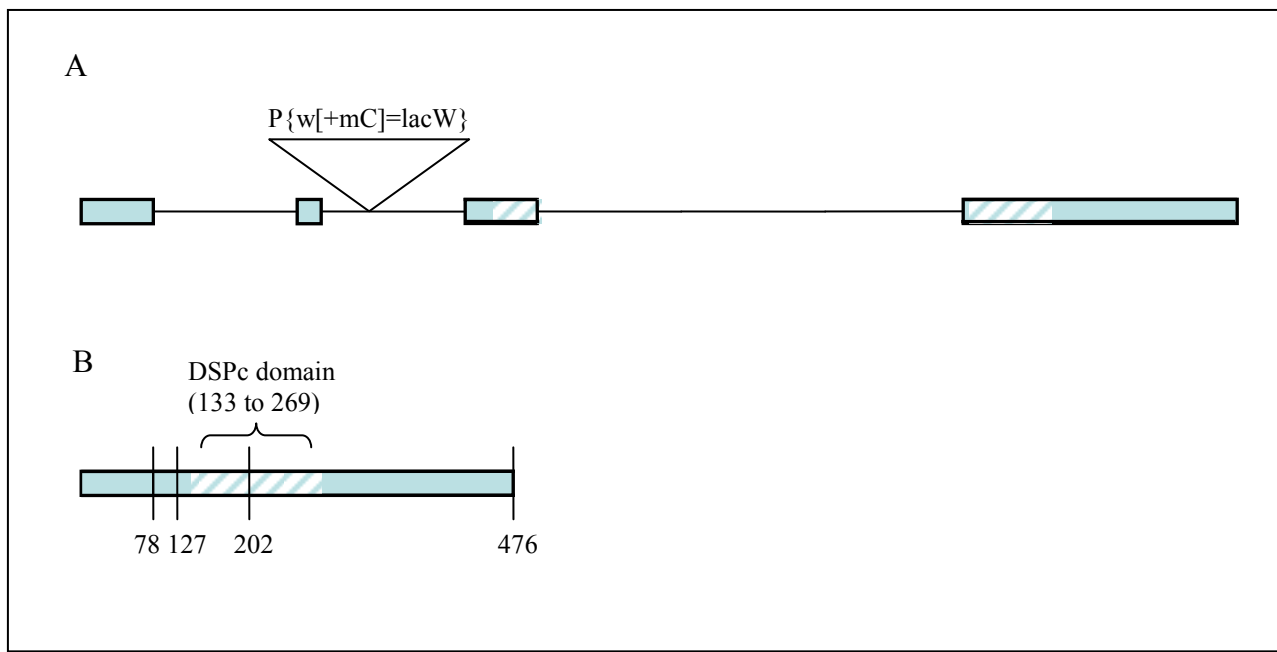 A
P{w[+mC]=lacW}
B
DSPc domain
(133 to 269)
78 127 202 476